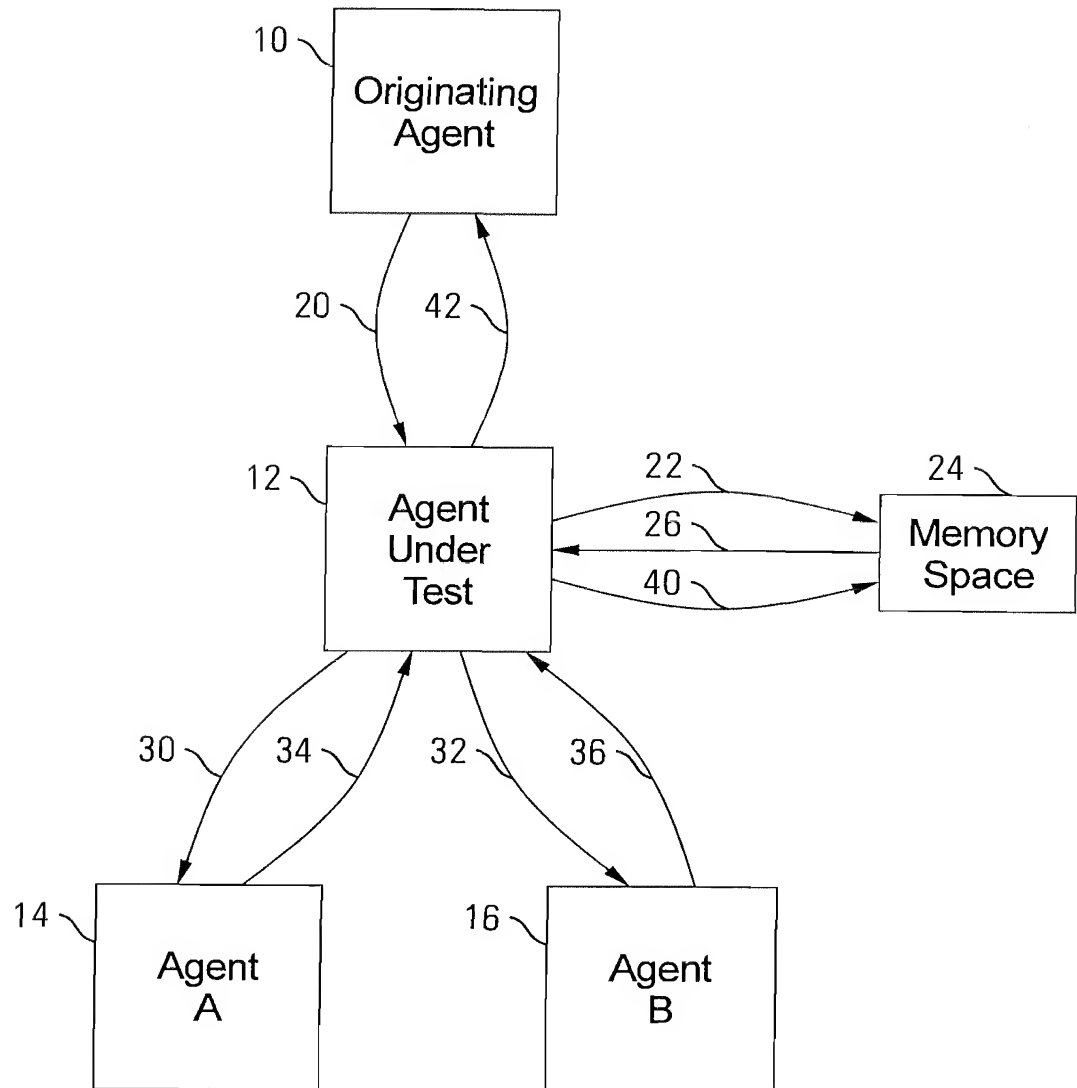 10
Originating
Agent
20
42
12
Agent
Under
Test
22
24
26
Memory
Space
40
30
34
32
36
14
Agent
A
16
Agent
B